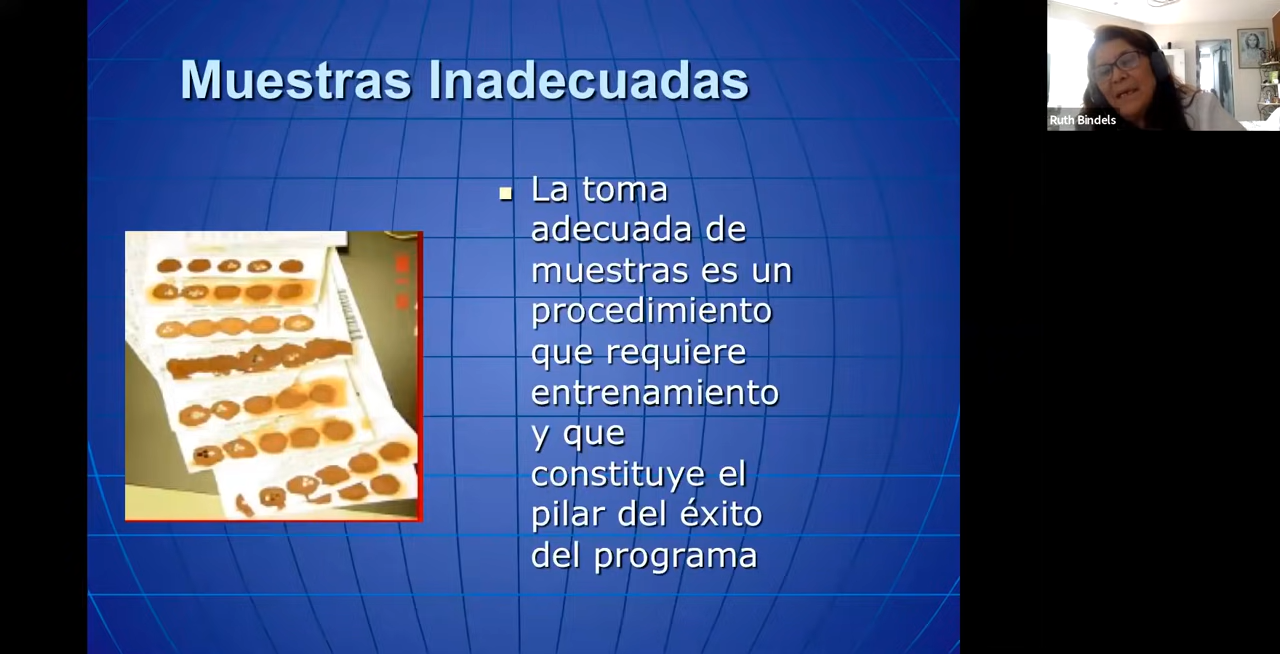 Muestras Inadecuadas
La toma
adecuada de
muestras es un
procedimiento
que requiere
entrenamiento
y que
constituye el
pilar del éxito
del programa
Ruth Bindels